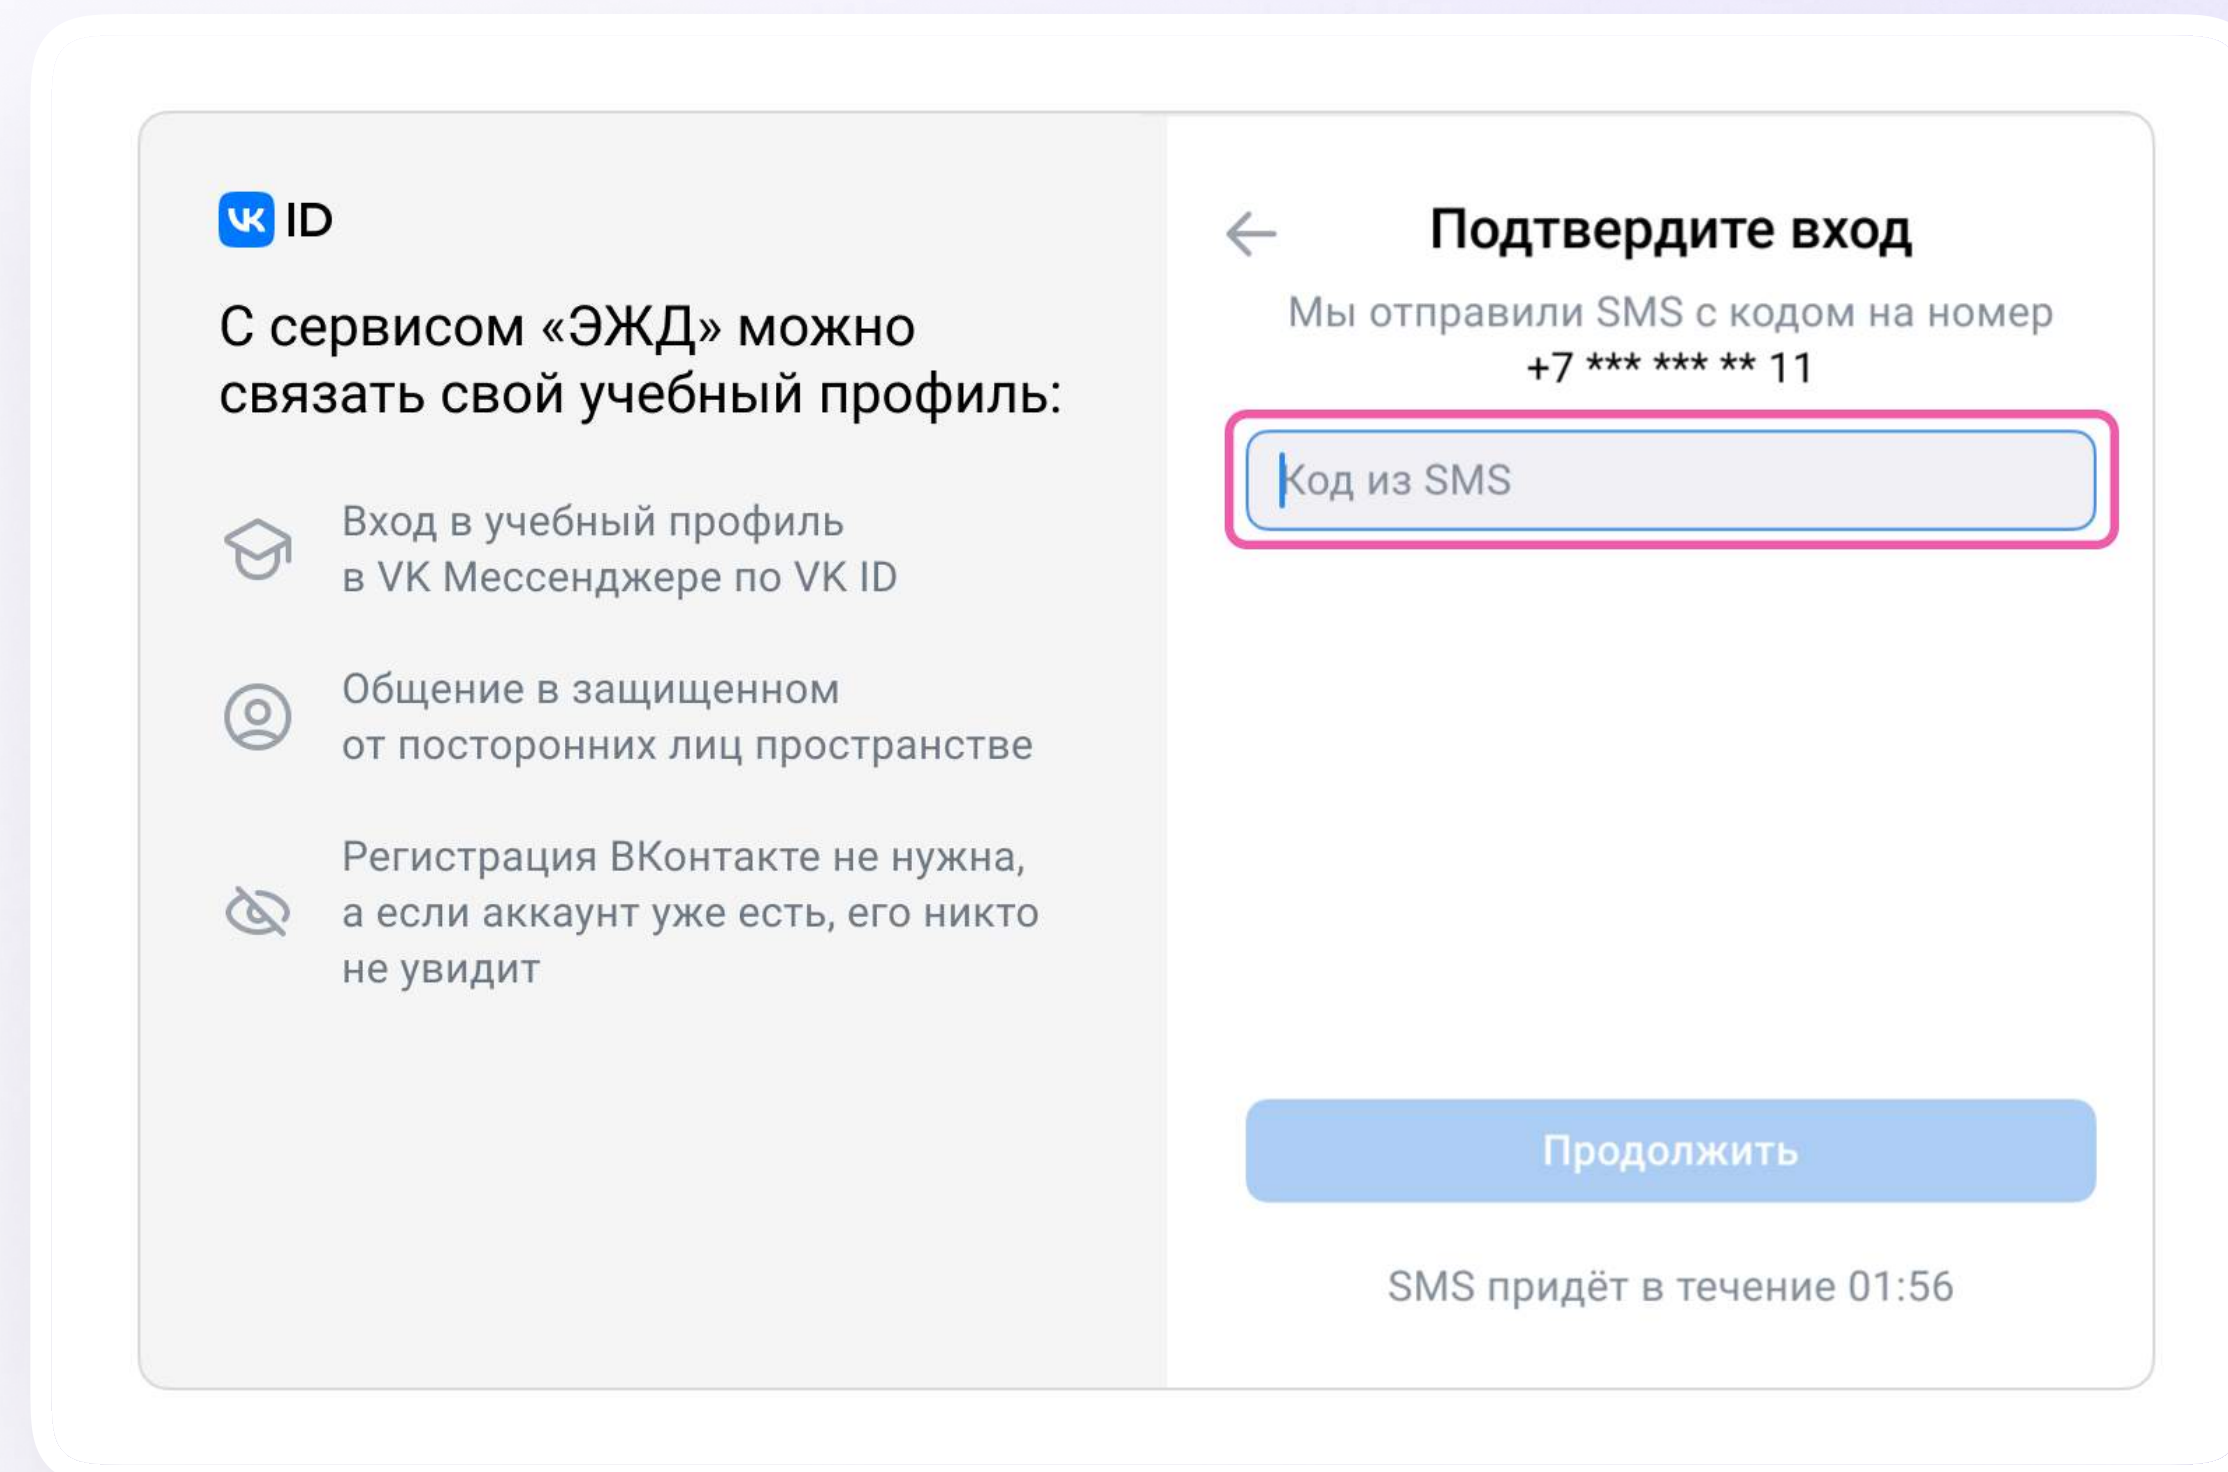 VK ID
С сервисом «ЭЖД» можно
связать свой учебный профиль:
Вход в учебный профиль
в VK Мессенджере по VK ID
Общение в защищенном
от посторонних лиц пространстве
Регистрация ВКонтакте не нужна,
а если аккаунт уже есть, его никто
не увидит
Подтвердите вход
Мы отправили SMS с кодом на номер
+7 *** *** ** 11
Код из SMS
Продолжить
SMS придёт в течение 01:56